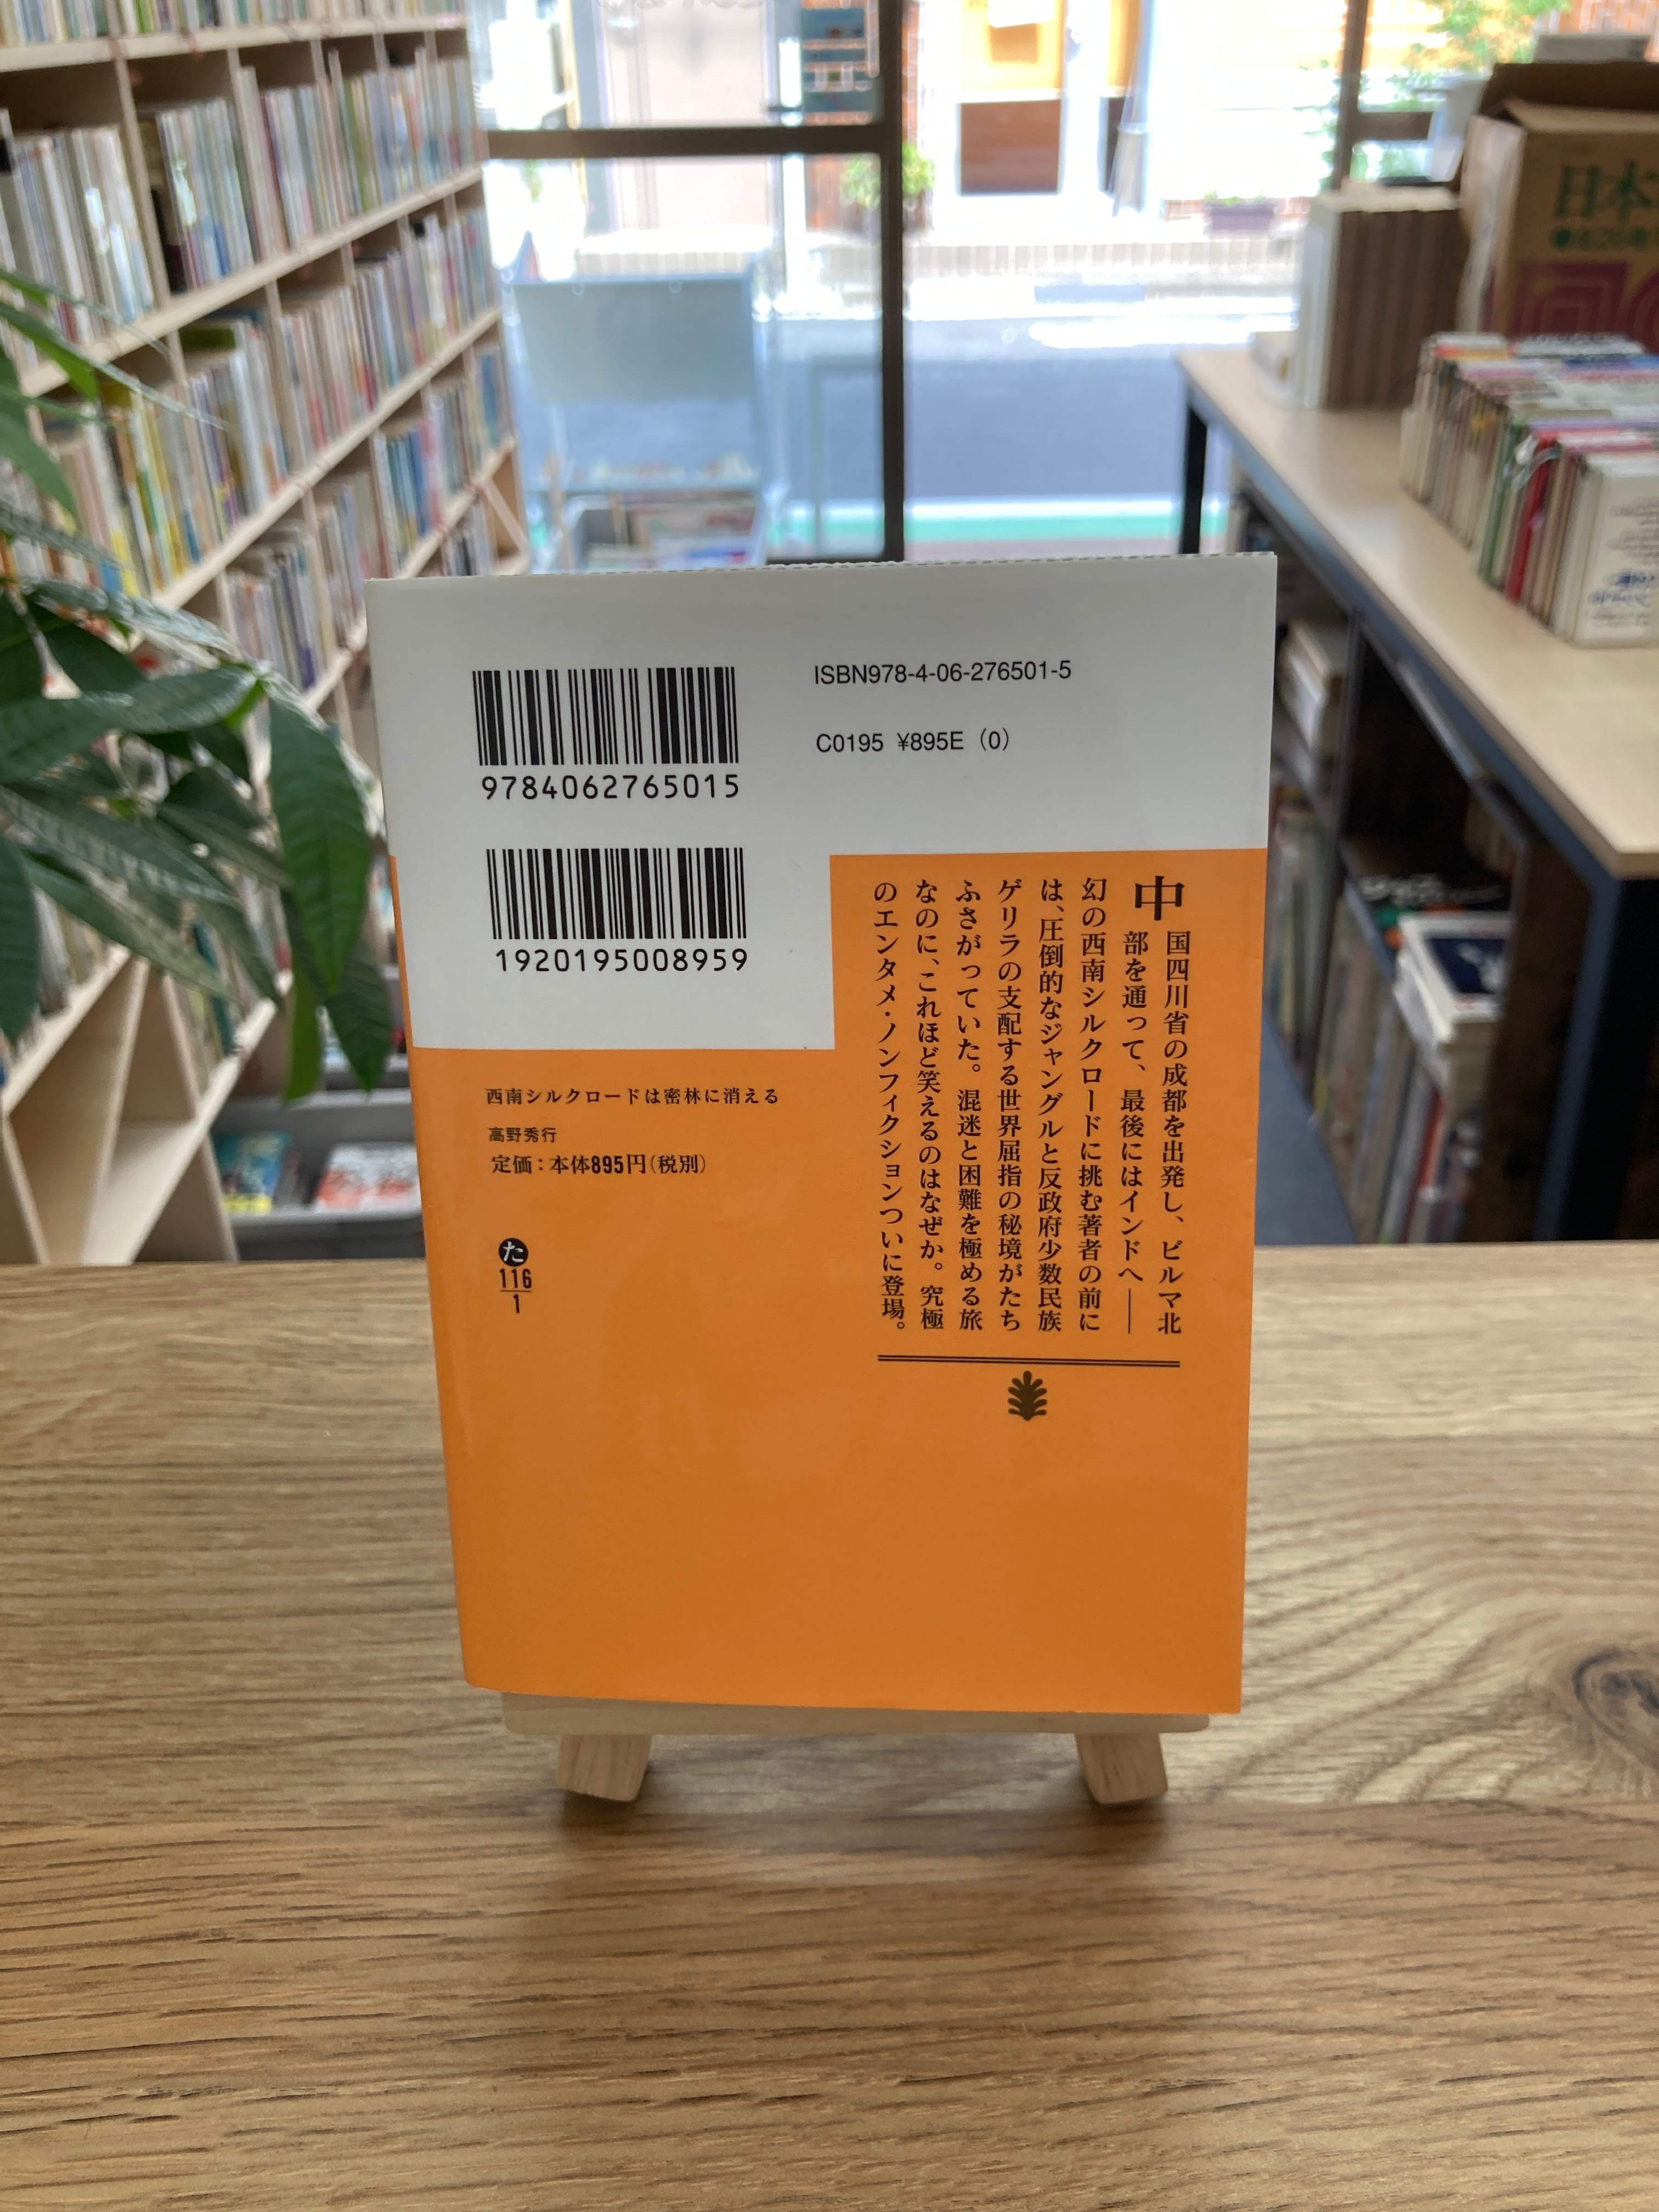 日本
ISBN978-4-06-276501-5
C0195 ¥895E (0)
9784062765015
1920195008959
中国四川省の成都を出発し、ビルマ北
部を通って、最後にはインドへ――
幻の西南シルクロードに挑む著者の前に
は、圧倒的なジャングルと反政府少数民族
ゲリラの支配する世界屈指の秘境がたち
ふさがっていた。混迷と困難を極める旅
なのに、これほど笑えるのはなぜか。究極
のエンタメ・ノンフィクションついに登場。
西南シルクロードは密林に消える
高野秀行
定価：本体895円（税別）
た
116
1